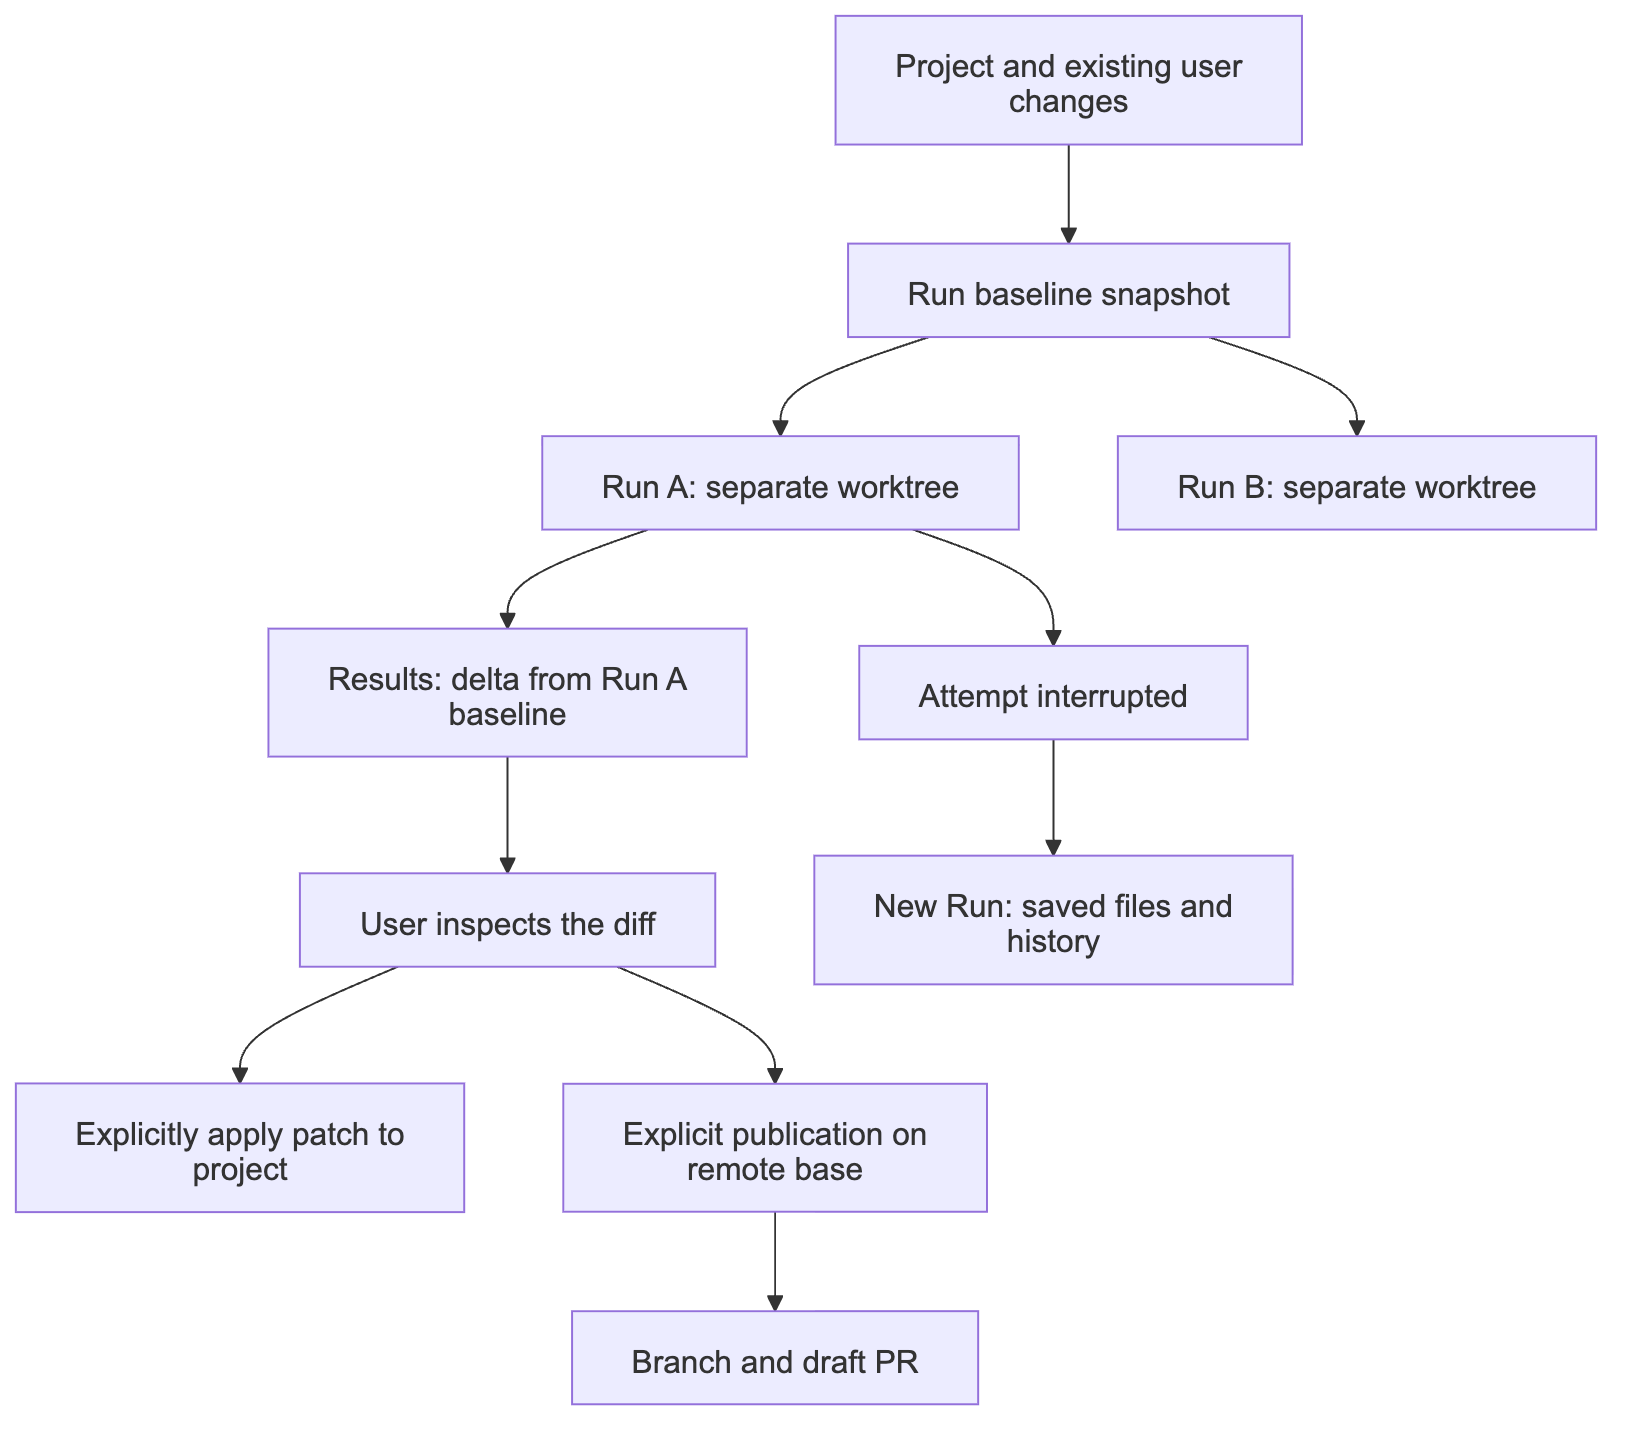 Project and existing user
changes
Run baseline snapshot
Run A: separate worktree
Run B: separate worktree
Results: delta from Run A
baseline
Attempt interrupted
User inspects the diff
New Run: saved files and
history
Explicitly apply patch to
project
Explicit publication on
remote base
Branch and draft PR